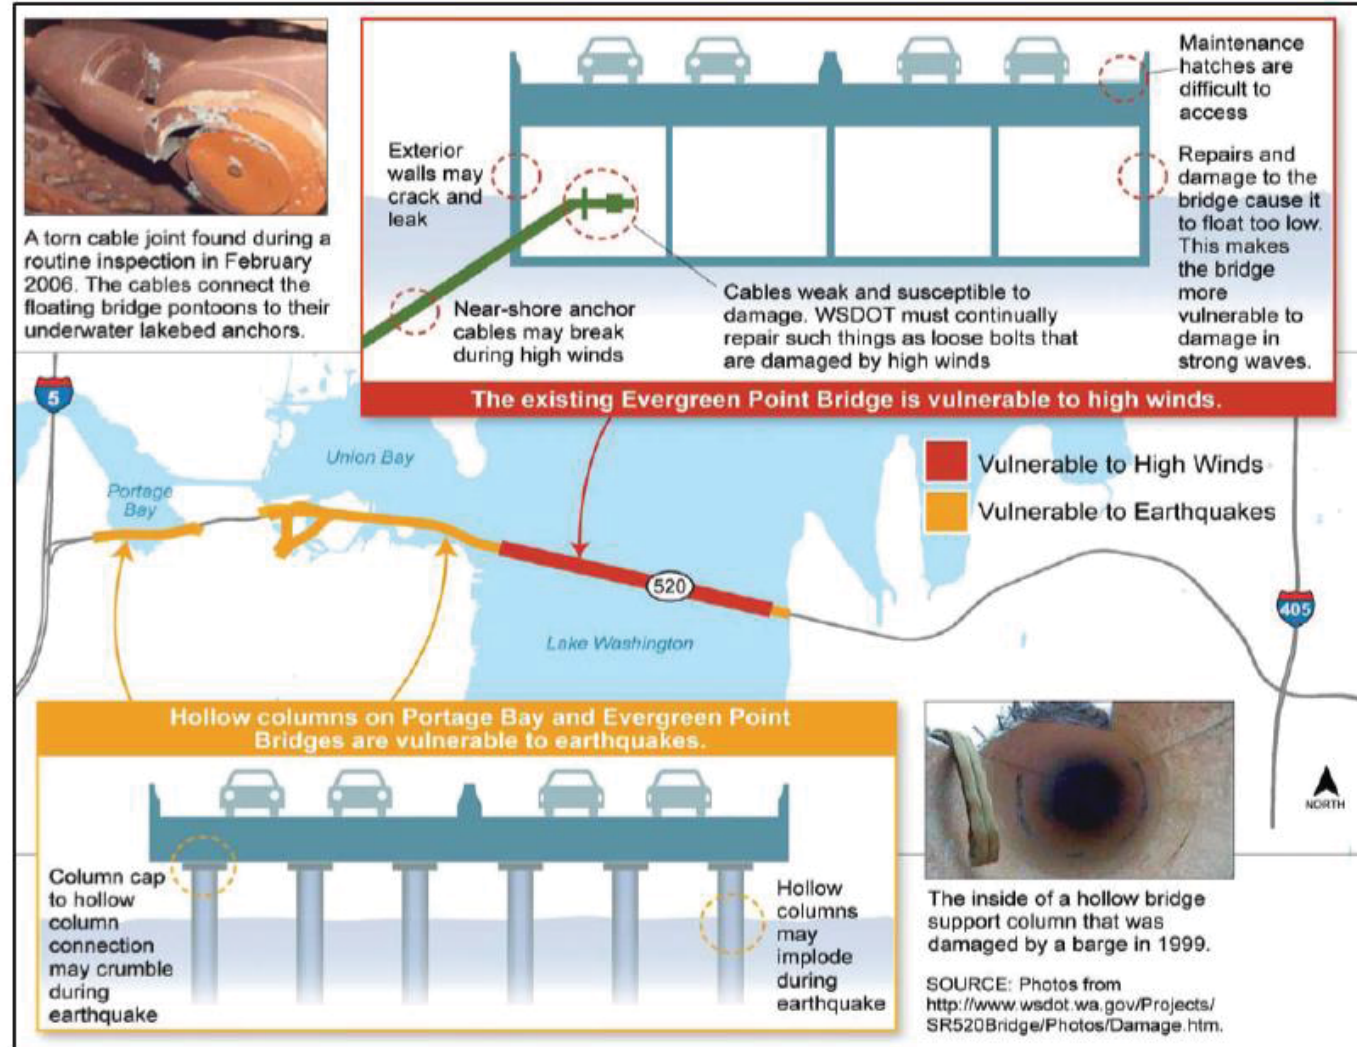 A torn cable joint found during a
routine inspection in February
2006. The cables connect the
floating bridge pontoons to their
underwater lakebed anchors.
Exterior
walls may
crack and
leak
Near-shore anchor
cables may break
during high winds
Cables weak and susceptible to
damage. WSDOT must continually
repair such things as loose bolts that
are damaged by high winds
Maintenance
hatches are
difficult to
access
Repairs and
damage to the
bridge cause it
to float too low.
This makes
the bridge
more
vulnerable to
damage in
strong waves.
The existing Evergreen Point Bridge is vulnerable to high winds.
5
Union Bay
Portage
Bay
Vulnerable to High Winds
Vulnerable to Earthquakes
520
405
Lake Washington
Hollow columns on Portage Bay and Evergreen Point
Bridges are vulnerable to earthquakes.
Column cap
to hollow
column
connection
may crumble
during
earthquake
Hollow
columns
may
implode
during
earthquake
NORTH
The inside of a hollow bridge
support column that was
damaged by a barge in 1999.
SOURCE: Photos from
http://www.wsdot.wa.gov/Projects/
SR520Bridge/Photos/Damage.htm.